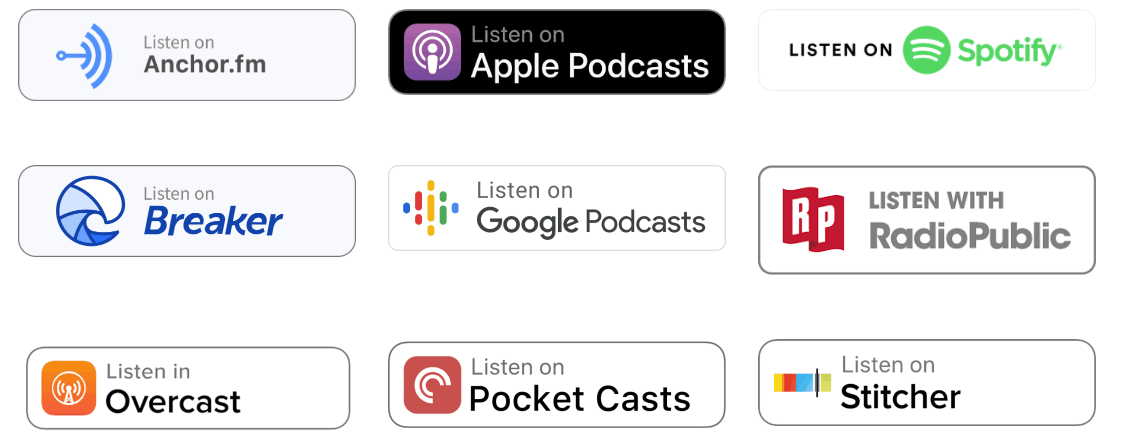 Listen on
Anchor.fm
Listen on
Apple Podcasts
LISTEN ON Spotify
Listen on
Breaker
Listen on
Google Podcasts
RP
LISTEN WITH
RadioPublic
Listen in
Overcast
Listen on
Pocket Casts
Listen on
Stitcher